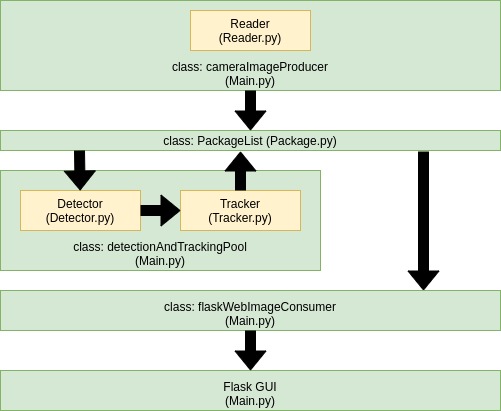 Reader
(Reader.py)
class: cameraImageProducer
(Main.py)
class: PackageList (Package.py)
Detector
(Detector.py)
Tracker
(Tracker.py)
class: detectionAndTrackingPool
(Main.py)
class: flaskWebImageConsumer
(Main.py)
Flask GUI
(Main.py)